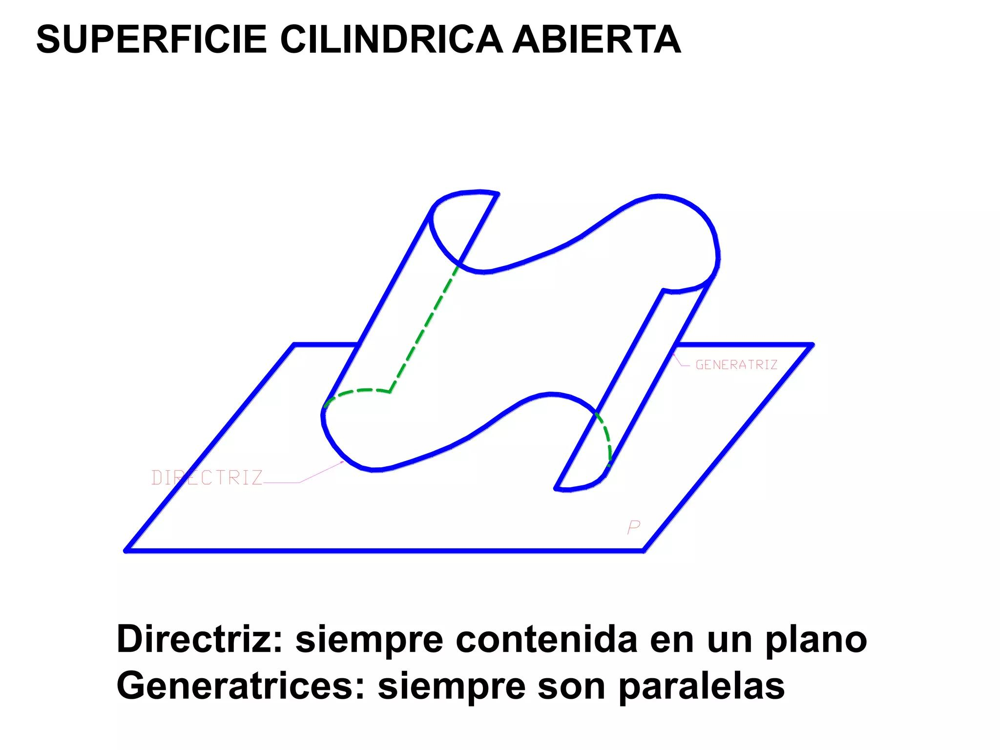 SUPERFICIE CILINDRICA ABIERTA
GENERATRIZ
DIRECTRIZ
P
Directriz: siempre contenida en un plano
Generatrices: siempre son paralelas